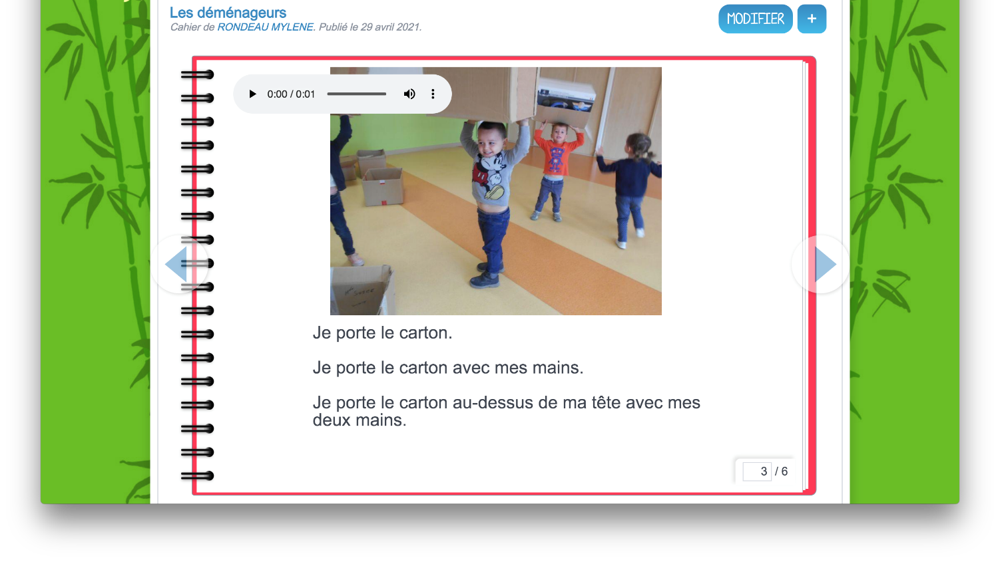 Les déménageurs
MODIFIER
+
Cahier de RONDEAU MYLENE. Publié le 29 avril 2021.
0:00 / 0:01
Je porte le carton.
Je porte le carton avec mes mains.
Je porte le carton au-dessus de ma tête avec mes
deux mains.
3 / 6